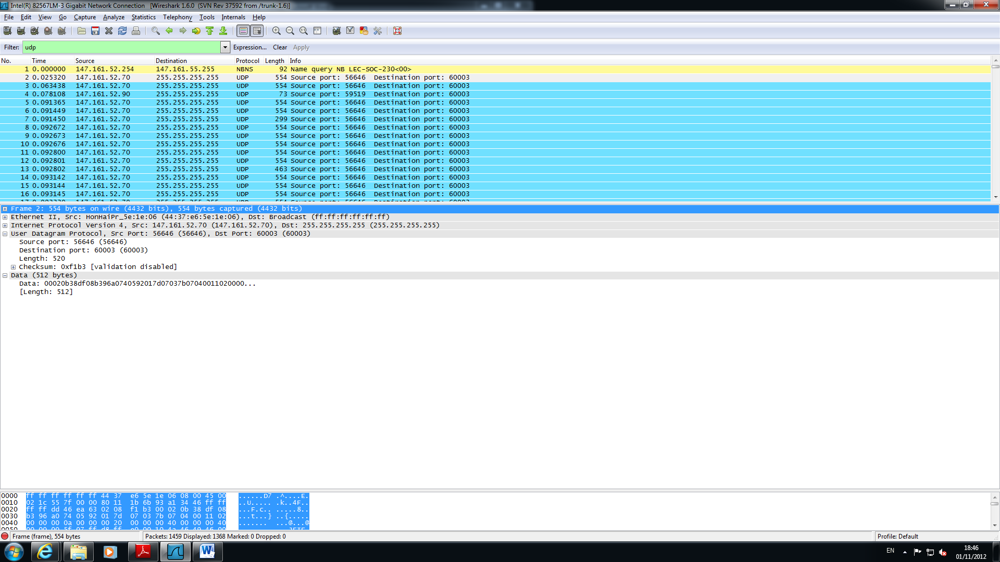 Intel(R) 82567LM-3 Gigabit Network Connection   [Wireshark 1.6.0  (SVN Rev 37592 from /trunk-1.6)]
File Edit View Go Capture Analyze Statistics Telephony Tools Internals Help
Filter: udp Expression... Clear Apply
No. Time Source Destination Protocol Length Info
1 0.000000 147.161.52.254 147.161.55.255 NBNS 92 Name query NB LEC-SOC-230<00>
2 0.025320 147.161.52.70 255.255.255.255 UDP 554 Source port: 56646  Destination port: 60003
3 0.063438 147.161.52.70 255.255.255.255 UDP 554 Source port: 56646  Destination port: 60003
4 0.078108 147.161.52.90 255.255.255.255 UDP 73 Source port: 59519  Destination port: 60003
5 0.091365 147.161.52.70 255.255.255.255 UDP 554 Source port: 56646  Destination port: 60003
6 0.091449 147.161.52.70 255.255.255.255 UDP 554 Source port: 56646  Destination port: 60003
7 0.091450 147.161.52.70 255.255.255.255 UDP 299 Source port: 56646  Destination port: 60003
8 0.092672 147.161.52.70 255.255.255.255 UDP 554 Source port: 56646  Destination port: 60003
9 0.092673 147.161.52.70 255.255.255.255 UDP 554 Source port: 56646  Destination port: 60003
10 0.092676 147.161.52.70 255.255.255.255 UDP 554 Source port: 56646  Destination port: 60003
11 0.092800 147.161.52.70 255.255.255.255 UDP 554 Source port: 56646  Destination port: 60003
12 0.092801 147.161.52.70 255.255.255.255 UDP 554 Source port: 56646  Destination port: 60003
13 0.092802 147.161.52.70 255.255.255.255 UDP 463 Source port: 56646  Destination port: 60003
14 0.093142 147.161.52.70 255.255.255.255 UDP 554 Source port: 56646  Destination port: 60003
15 0.093144 147.161.52.70 255.255.255.255 UDP 554 Source port: 56646  Destination port: 60003
16 0.093145 147.161.52.70 255.255.255.255 UDP 554 Source port: 56646  Destination port: 60003
Frame 2: 554 bytes on wire (4432 bits), 554 bytes captured (4432 bits)
Ethernet II, Src: HonHaiPr_5e:1e:06 (44:37:e6:5e:1e:06), Dst: Broadcast (ff:ff:ff:ff:ff:ff)
Internet Protocol Version 4, Src: 147.161.52.70 (147.161.52.70), Dst: 255.255.255.255 (255.255.255.255)
User Datagram Protocol, Src Port: 56646 (56646), Dst Port: 60003 (60003)
Source port: 56646 (56646)
Destination port: 60003 (60003)
Length: 520
Checksum: 0xf1b3 [validation disabled]
Data (512 bytes)
Data: 00020b38df08b396a0740592017d07037b07040011020000...
[Length: 512]
0000 ff ff ff ff ff ff 44 37  e6 5e 1e 06 08 00 45 00 ......D7 .^....E.
0010 02 1c 55 7f 00 00 80 11  1b 6b 93 a1 34 46 ff ff ..U..... .k..4F..
0020 ff ff dd 46 ea 63 02 08  f1 b3 00 02 0b 38 df 08 ...F.c.. .....8..
0030 b3 96 a0 74 05 92 01 7d  07 03 7b 07 04 00 11 02 ...t...} ..{.....
0040 00 00 00 0a 00 00 00 20  00 00 00 40 00 00 00 40 ....... ...@...@
Frame (frame), 554 bytes Packets: 1459 Displayed: 1368 Marked: 0 Dropped: 0 Profile: Default
EN 18:46
01/11/2012